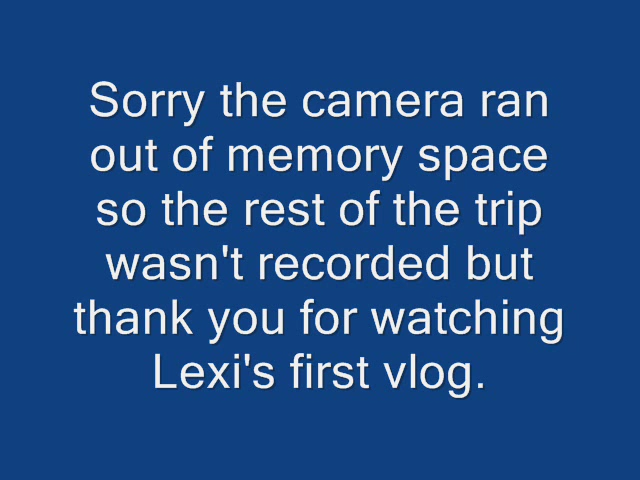 Sorry the camera ran
out of memory space
so the rest of the trip
wasn't recorded but
thank you for watching
Lexi's first vlog.